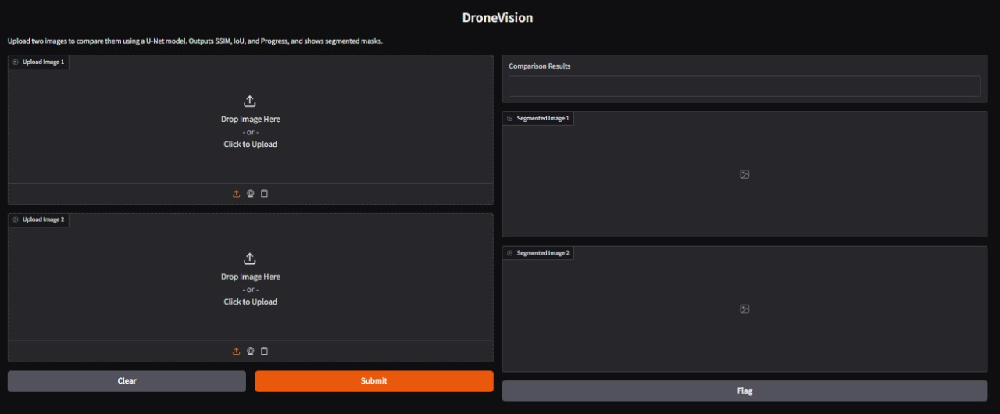 DroneVision
Upload two images to compare them using a U-Net model. Outputs SSIM, IoU, and Progress, and shows segmented masks.
Upload Image 1
Drop Image Here
- or -
Click to Upload
Upload Image 2
Drop Image Here
- or -
Click to Upload
Clear
Submit
Comparison Results
Segmented Image 1
Segmented Image 2
Flag